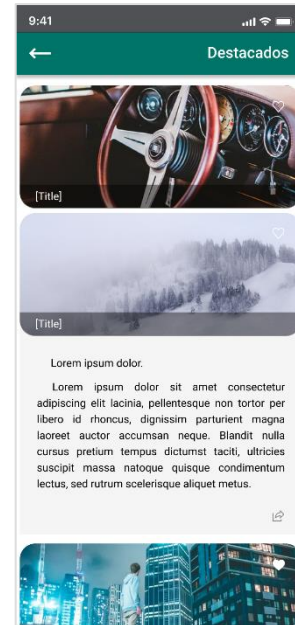 9:41
Destacados
[Title]
[Title]
Lorem ipsum dolor.
Lorem ipsum dolor sit amet consectetur
adipiscing elit lacinia, pellentesque non tortor per
libero id rhoncus, dignissim parturient magna
laoreet auctor accumsan neque. Blandit nulla
cursus pretium tempus dictumst taciti, ultricies
suscipit massa natoque quisque condimentum
lectus, sed rutrum scelerisque aliquet metus.